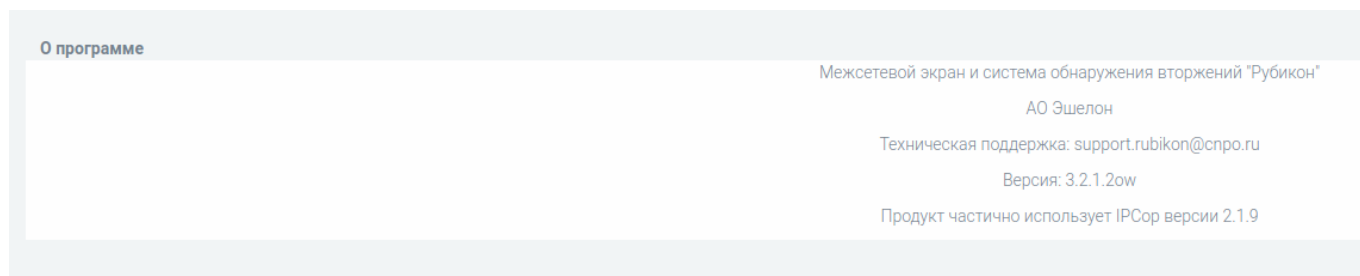 О программе
Межсетевой экран и система обнаружения вторжений "Рубикон"
АО Эшелон
Техническая поддержка: support.rubikon@cnpo.ru
Версия: 3.2.1.2ow
Продукт частично использует IPCop версии 2.1.9